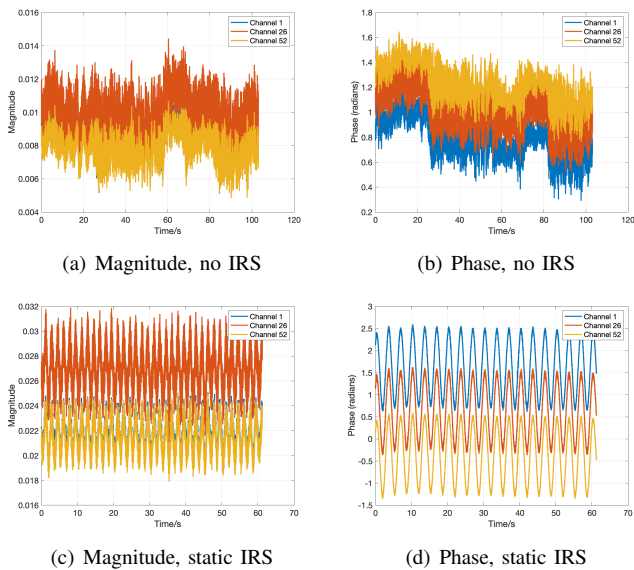 0.016
0.014
0.012
0.01
0.008
0.006
0.004
0 20 40 60 80 100 120
Magnitude
Time/s
Channel 1
Channel 26
Channel 52
(a) Magnitude, no IRS
1.8
1.6
1.4
1.2
1
0.8
0.6
0.4
0.2
0 20 40 60 80 100 120
Phase (radians)
Time/s
Channel 1
Channel 26
Channel 52
(b) Phase, no IRS
0.032
0.03
0.028
0.026
0.024
0.022
0.02
0.018
0.016
0 10 20 30 40 50 60 70
Magnitude
Time/s
Channel 1
Channel 26
Channel 52
(c) Magnitude, static IRS
3
2.5
2
1.5
1
0.5
0
-0.5
-1
-1.5
0 10 20 30 40 50 60 70
Phase (radians)
Time/s
Channel 1
Channel 26
Channel 52
(d) Phase, static IRS